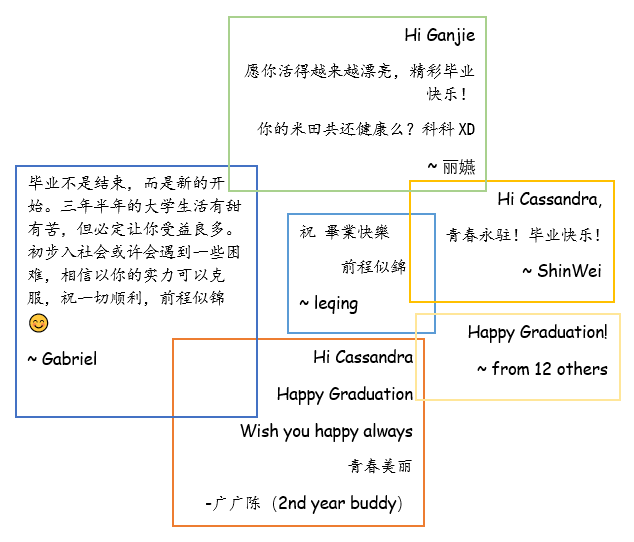 Hi Ganjie
愿你活得越来越漂亮，精彩毕业
快乐！
你的米田共还健康么？科科 XD
~ 丽嬿
毕业不是结束，而是新的开
始。三年半年的大学生活有甜
有苦，但必定让你受益良多。
初步入社会或许会遇到一些困
难，相信以你的实力可以克
服，祝一切顺利，前程似錦
😊
~ Gabriel
祝 畢業快樂
前程似錦
~ leqing
Hi Cassandra,
青春永驻！毕业快乐！
~ ShinWei
Happy Graduation!
~ from 12 others
Hi Cassandra
Happy Graduation
Wish you happy always
青春美丽
-广广陈（2nd year buddy）